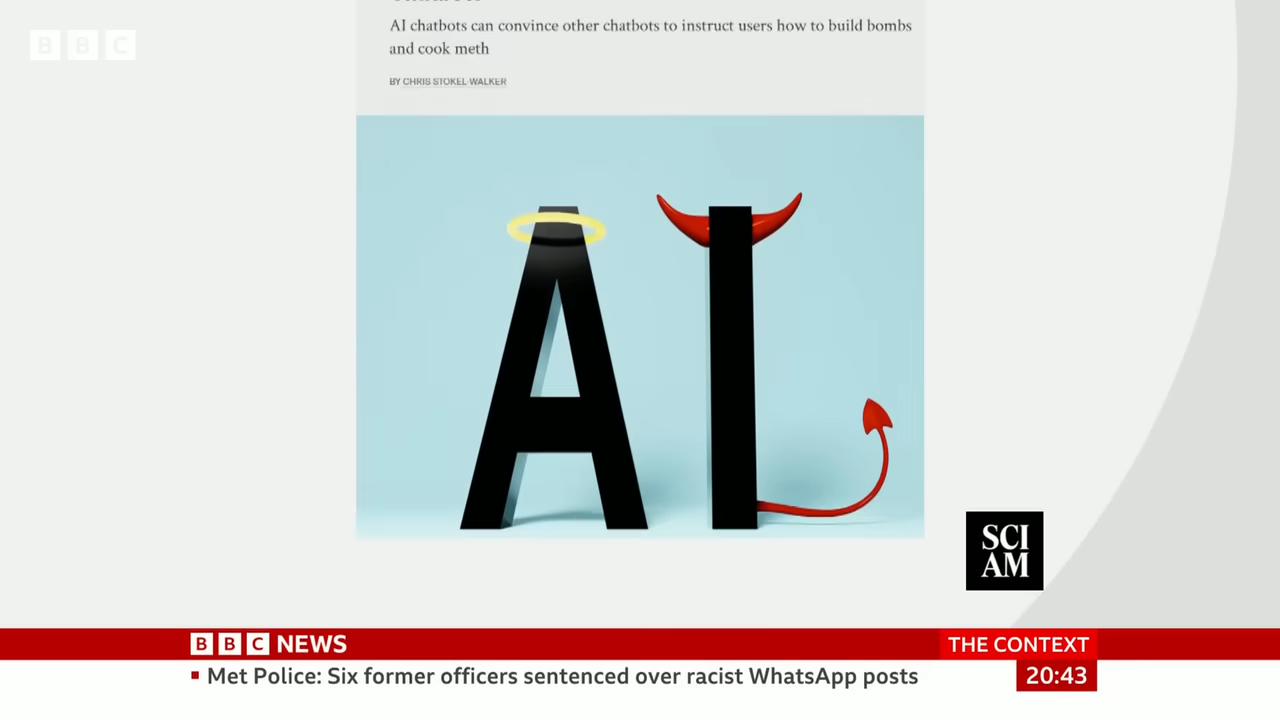 BBC
AI chatbots can convince other chatbots to instruct users how to build bombs
and cook meth
BY CHRIS STOKEL-WALKER
AI
SCI
AM
BBC NEWS
THE CONTEXT
Met Police: Six former officers sentenced over racist WhatsApp posts
20:43